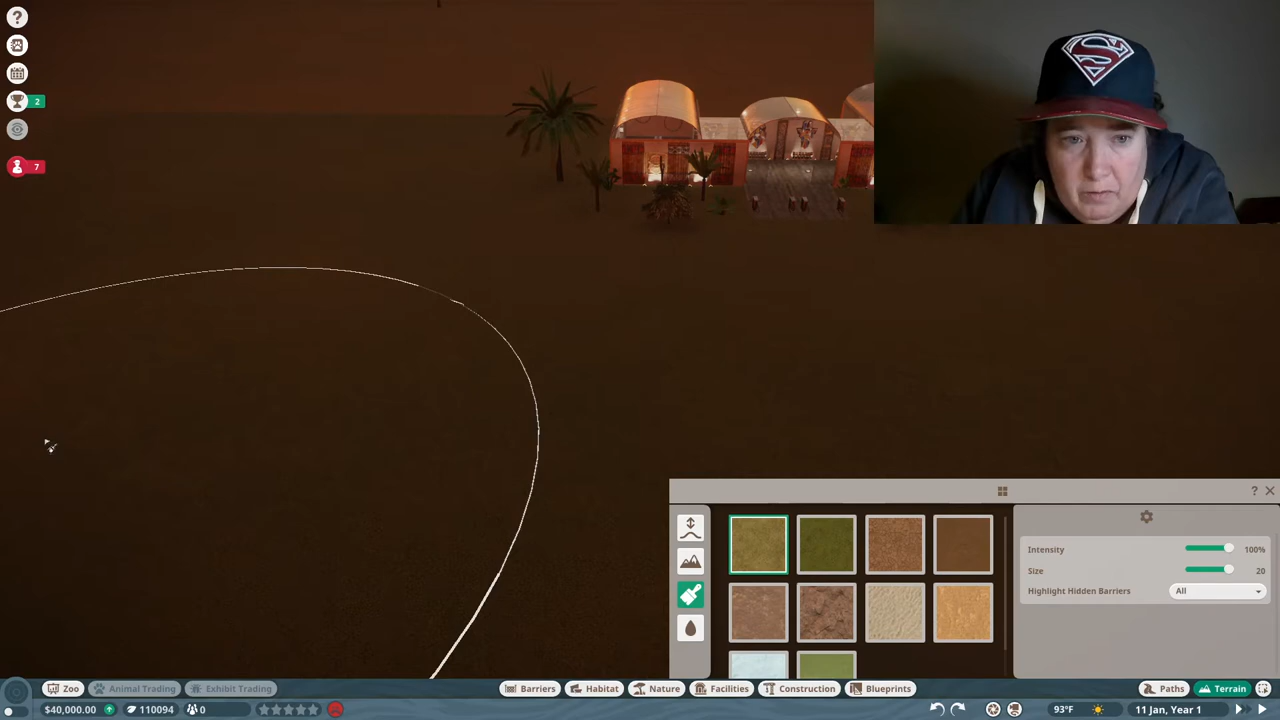 ?
2
7
?
Intensity 100%
Size 20
Highlight Hidden Barriers All
Zoo Animal Trading Exhibit Trading Barriers Habitat Nature Facilities Construction Blueprints Paths Terrain
$40,000.00 110094 0 93°F 11 Jan, Year 1